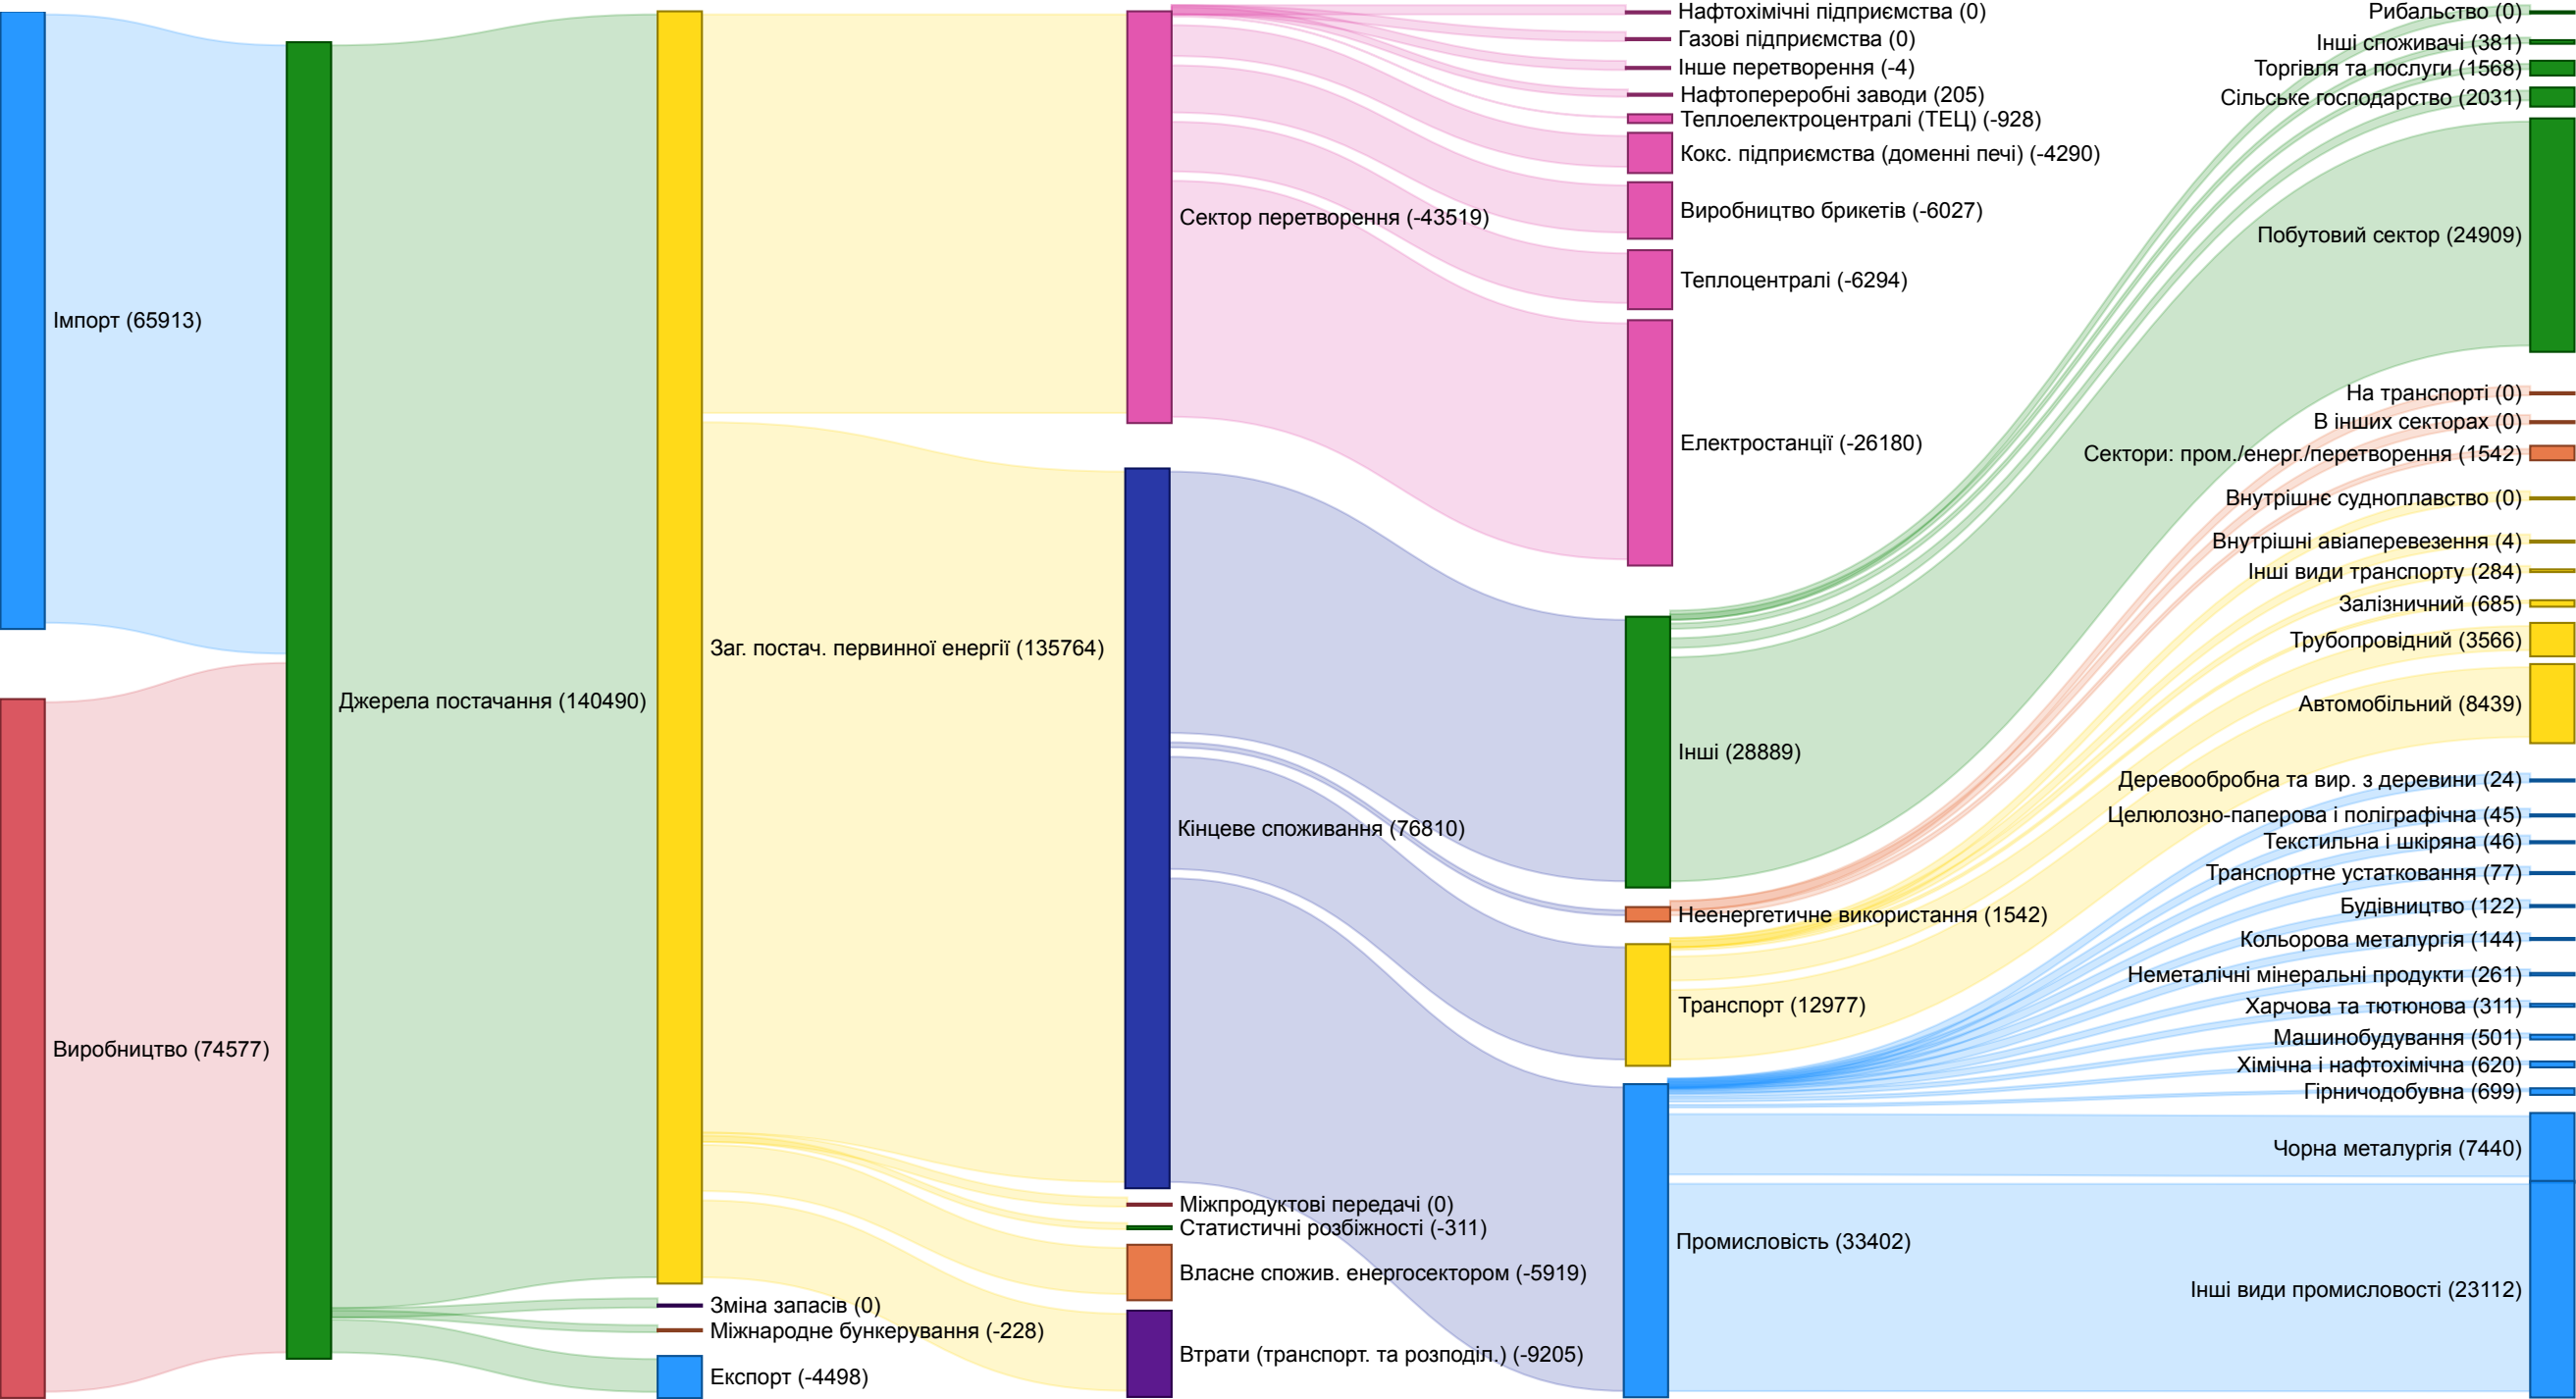 Імпорт (65913)
Виробництво (74577)
Джерела постачання (140490)
Заг. постач. первинної енергії (135764)
Зміна запасів (0)
Міжнародне бункерування (-228)
Експорт (-4498)
Сектор перетворення (-43519)
Кінцеве споживання (76810)
Міжпродуктові передачі (0)
Статистичні розбіжності (-311)
Власне спожив. енергосектором (-5919)
Втрати (транспорт. та розподіл.) (-9205)
Нафтохімічні підприємства (0)
Газові підприємства (0)
Інше перетворення (-4)
Нафтопереробні заводи (205)
Теплоелектроцентралі (ТЕЦ) (-928)
Кокс. підприємства (доменні печі) (-4290)
Виробництво брикетів (-6027)
Теплоцентралі (-6294)
Електростанції (-26180)
Інші (28889)
Неенергетичне використання (1542)
Транспорт (12977)
Промисловість (33402)
Рибальство (0)
Інші споживачі (381)
Торгівля та послуги (1568)
Сільське господарство (2031)
Побутовий сектор (24909)
На транспорті (0)
В інших секторах (0)
Сектори: пром./енерг./перетворення (1542)
Внутрішнє судноплавство (0)
Внутрішні авіаперевезення (4)
Інші види транспорту (284)
Залізничний (685)
Трубопровідний (3566)
Автомобільний (8439)
Деревообробна та вир. з деревини (24)
Целюлозно-паперова і поліграфічна (45)
Текстильна і шкіряна (46)
Транспортне устатковання (77)
Будівництво (122)
Кольорова металургія (144)
Неметалічні мінеральні продукти (261)
Харчова та тютюнова (311)
Машинобудування (501)
Хімічна і нафтохімічна (620)
Гірничодобувна (699)
Чорна металургія (7440)
Інші види промисловості (23112)